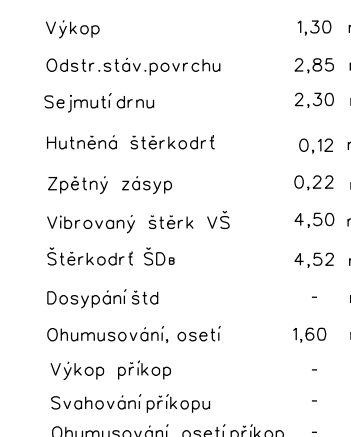 Výkop 1,30
Odstr.stáv.povrchu 2,85
Sejmutí drnu 2,30
Hutněná štěrkodrť 0,12
Zpětný zásyp 0,22
Vibrovaný štěrk VŠ 4,50
Štěrkodrť ŠDB 4,52
Dosypání štd -
Ohumusování, osetí 1,60
Výkop příkop -
Svahování příkopu -
Ohumusování, osetí příkop -